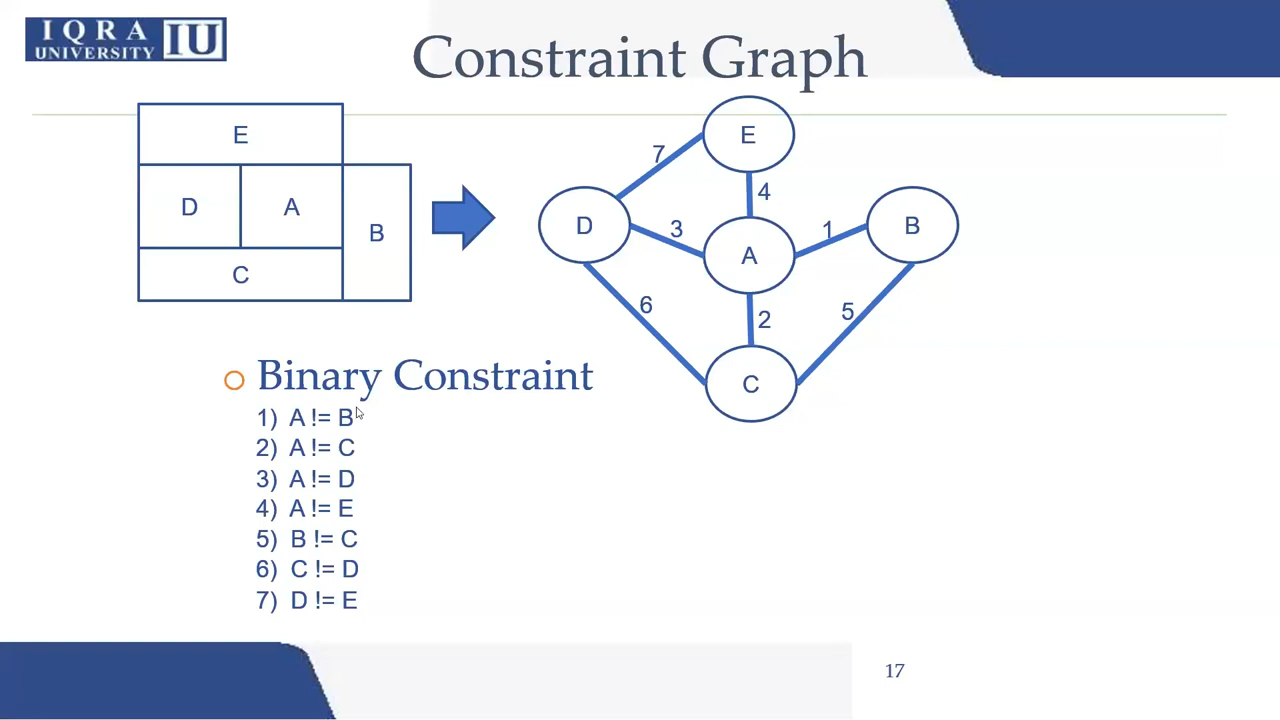 IQRA
UNIVERSITY IU
Constraint Graph
E
D
A
B
C
E
7
4
D
3
A
1
B
6
2
5
C
Binary Constraint
1) A != B
2) A != C
3) A != D
4) A != E
5) B != C
6) C != D
7) D != E
17